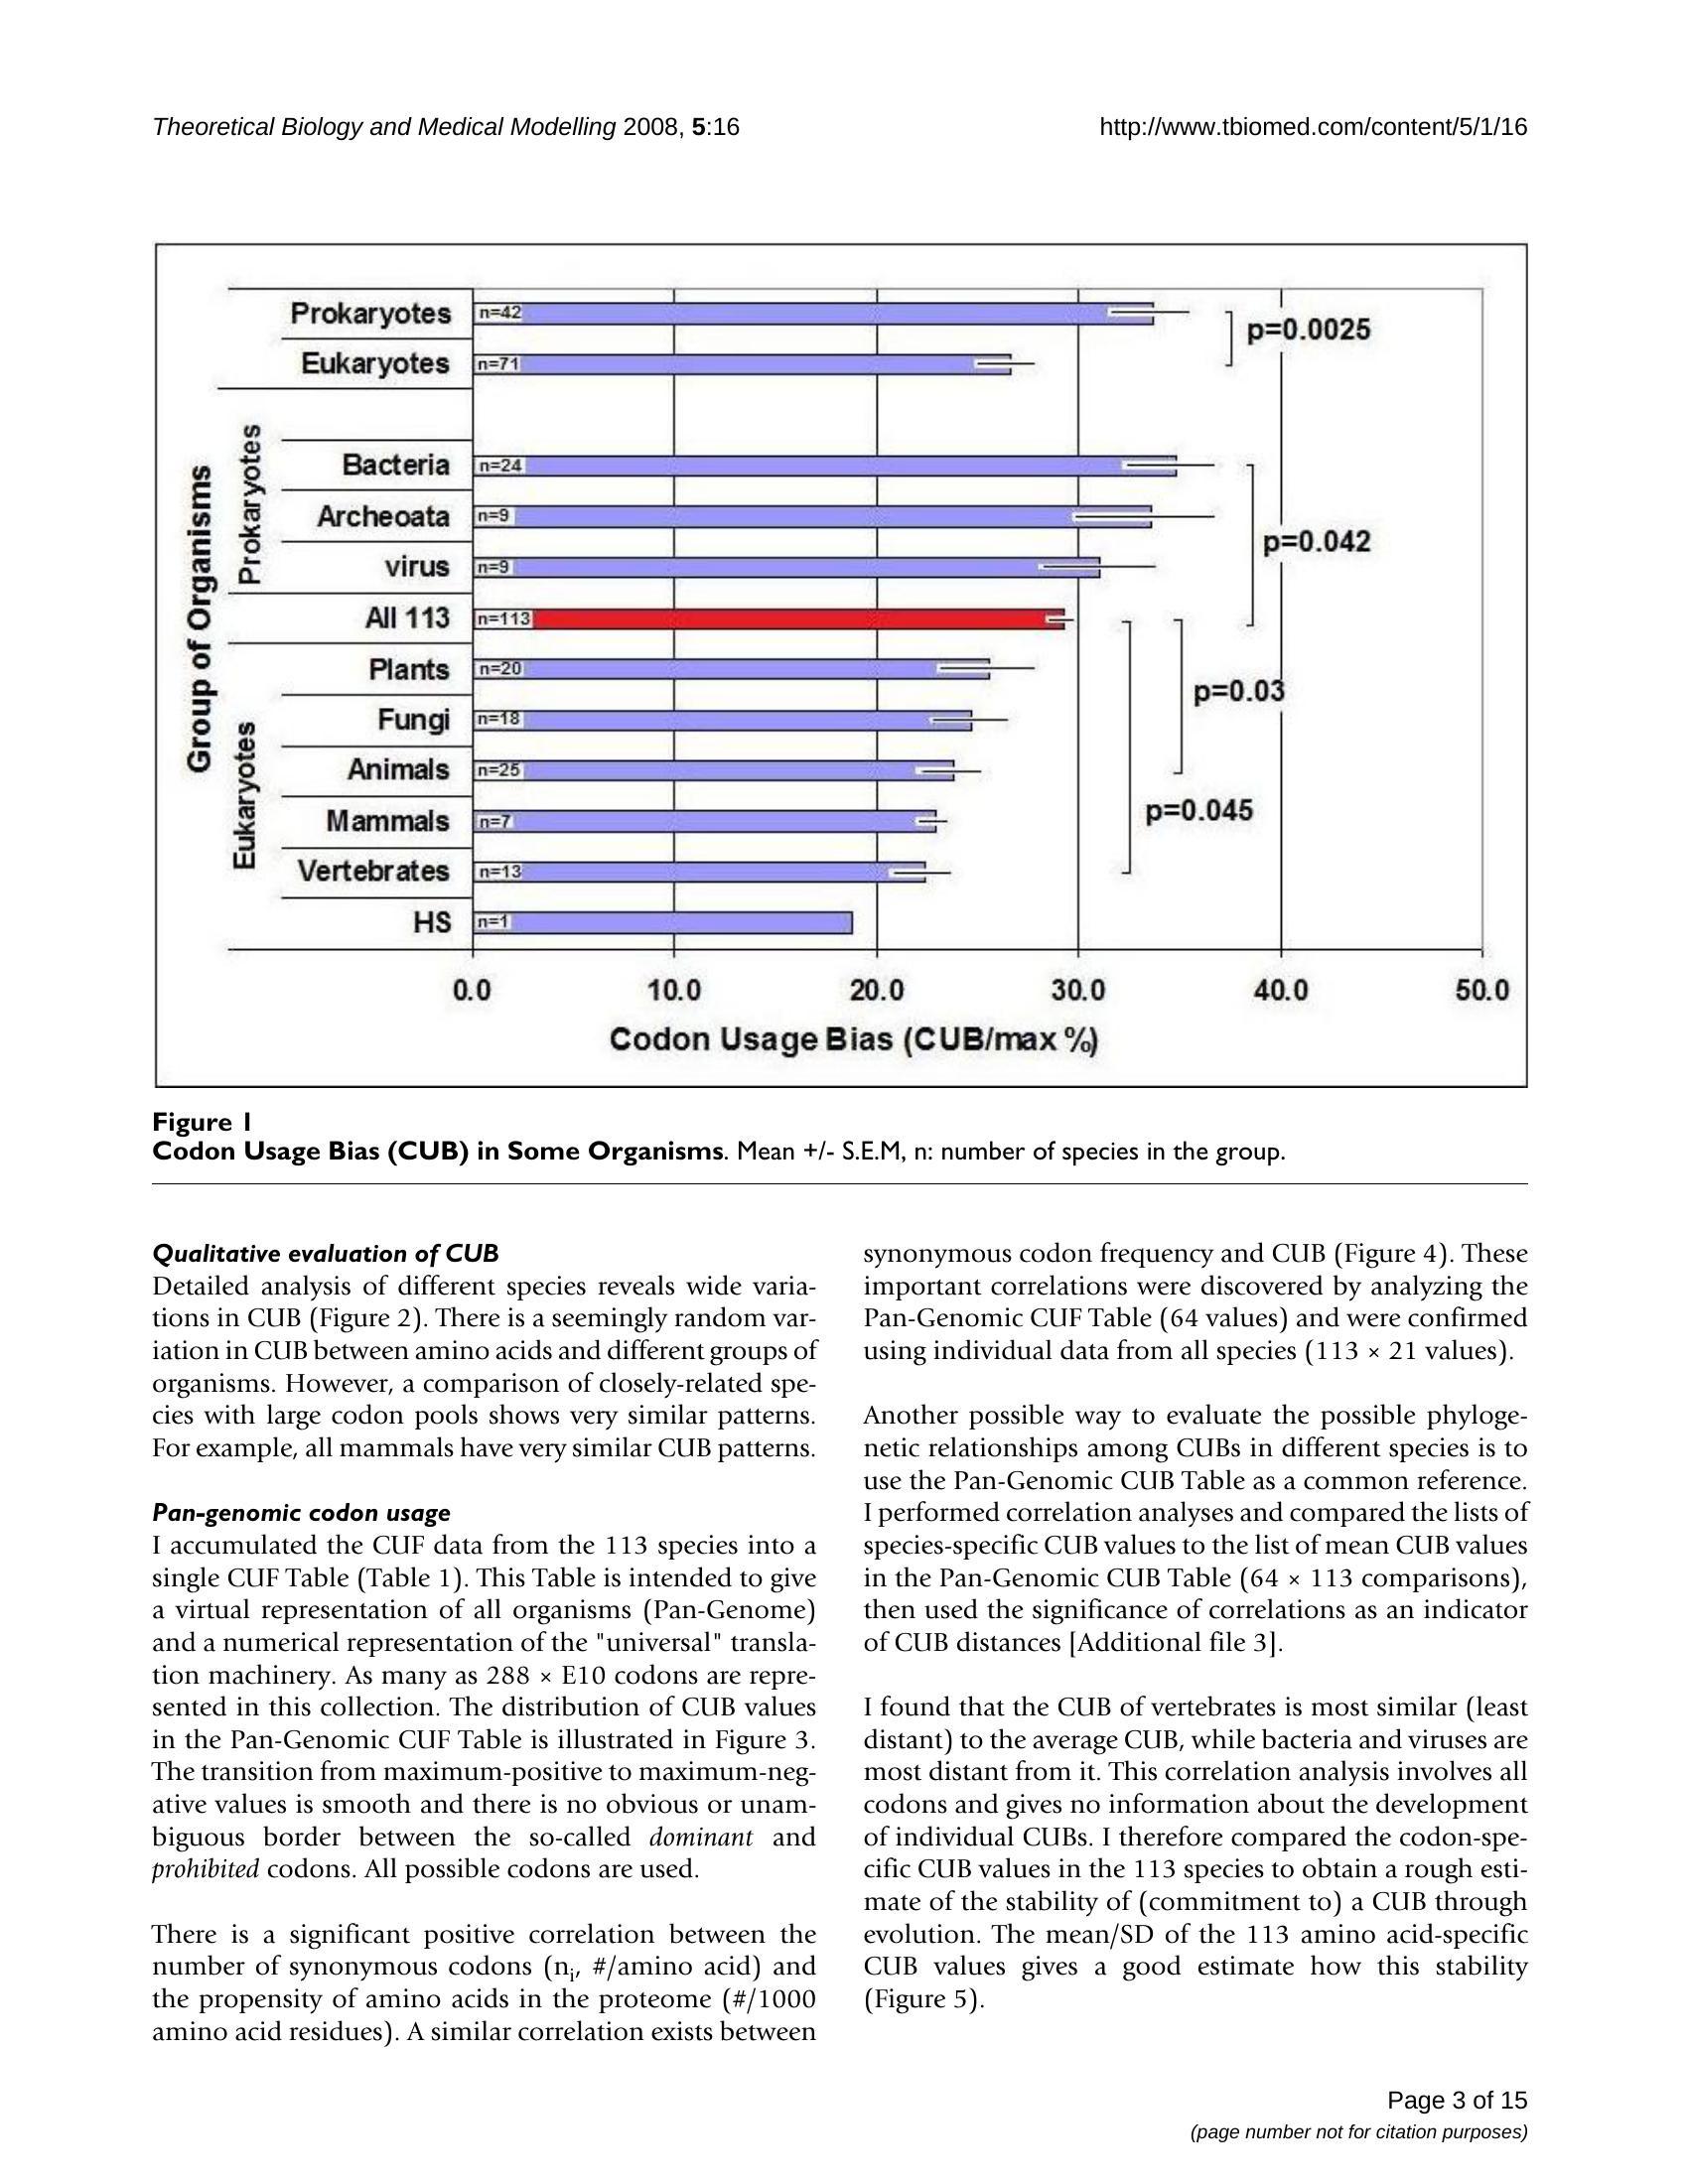 Theoretical Biology and Medical Modelling 2008, 5:16
http://www.tbiomed.com/content/5/1/16
Group of Organisms
Prokaryotes
Eukaryotes
Prokaryotes n=42
Eukaryotes n=71
Bacteria n=24
Archeoata n=9
virus n=9
All 113 n=113
Plants n=20
Fungi n=18
Animals n=25
Mammals n=7
Vertebrates n=13
HS n=1
p=0.0025
p=0.042
p=0.03
p=0.045
0.0 10.0 20.0 30.0 40.0 50.0
Codon Usage Bias (CUB/max %)
Figure 1
Codon Usage Bias (CUB) in Some Organisms. Mean +/- S.E.M, n: number of species in the group.
Qualitative evaluation of CUB
Detailed analysis of different species reveals wide varia-
tions in CUB (Figure 2). There is a seemingly random var-
iation in CUB between amino acids and different groups of
organisms. However, a comparison of closely-related spe-
cies with large codon pools shows very similar patterns.
For example, all mammals have very similar CUB patterns.
Pan-genomic codon usage
I accumulated the CUF data from the 113 species into a
single CUF Table (Table 1). This Table is intended to give
a virtual representation of all organisms (Pan-Genome)
and a numerical representation of the "universal" transla-
tion machinery. As many as 288 × E10 codons are repre-
sented in this collection. The distribution of CUB values
in the Pan-Genomic CUF Table is illustrated in Figure 3.
The transition from maximum-positive to maximum-neg-
ative values is smooth and there is no obvious or unam-
biguous border between the so-called dominant and
prohibited codons. All possible codons are used.
There is a significant positive correlation between the
number of synonymous codons (ni, #/amino acid) and
the propensity of amino acids in the proteome (#/1000
amino acid residues). A similar correlation exists between
synonymous codon frequency and CUB (Figure 4). These
important correlations were discovered by analyzing the
Pan-Genomic CUF Table (64 values) and were confirmed
using individual data from all species (113 × 21 values).
Another possible way to evaluate the possible phyloge-
netic relationships among CUBs in different species is to
use the Pan-Genomic CUB Table as a common reference.
I performed correlation analyses and compared the lists of
species-specific CUB values to the list of mean CUB values
in the Pan-Genomic CUB Table (64 × 113 comparisons),
then used the significance of correlations as an indicator
of CUB distances [Additional file 3].
I found that the CUB of vertebrates is most similar (least
distant) to the average CUB, while bacteria and viruses are
most distant from it. This correlation analysis involves all
codons and gives no information about the development
of individual CUBs. I therefore compared the codon-spe-
cific CUB values in the 113 species to obtain a rough esti-
mate of the stability of (commitment to) a CUB through
evolution. The mean/SD of the 113 amino acid-specific
CUB values gives a good estimate how this stability
(Figure 5).
Page 3 of 15
(page number not for citation purposes)